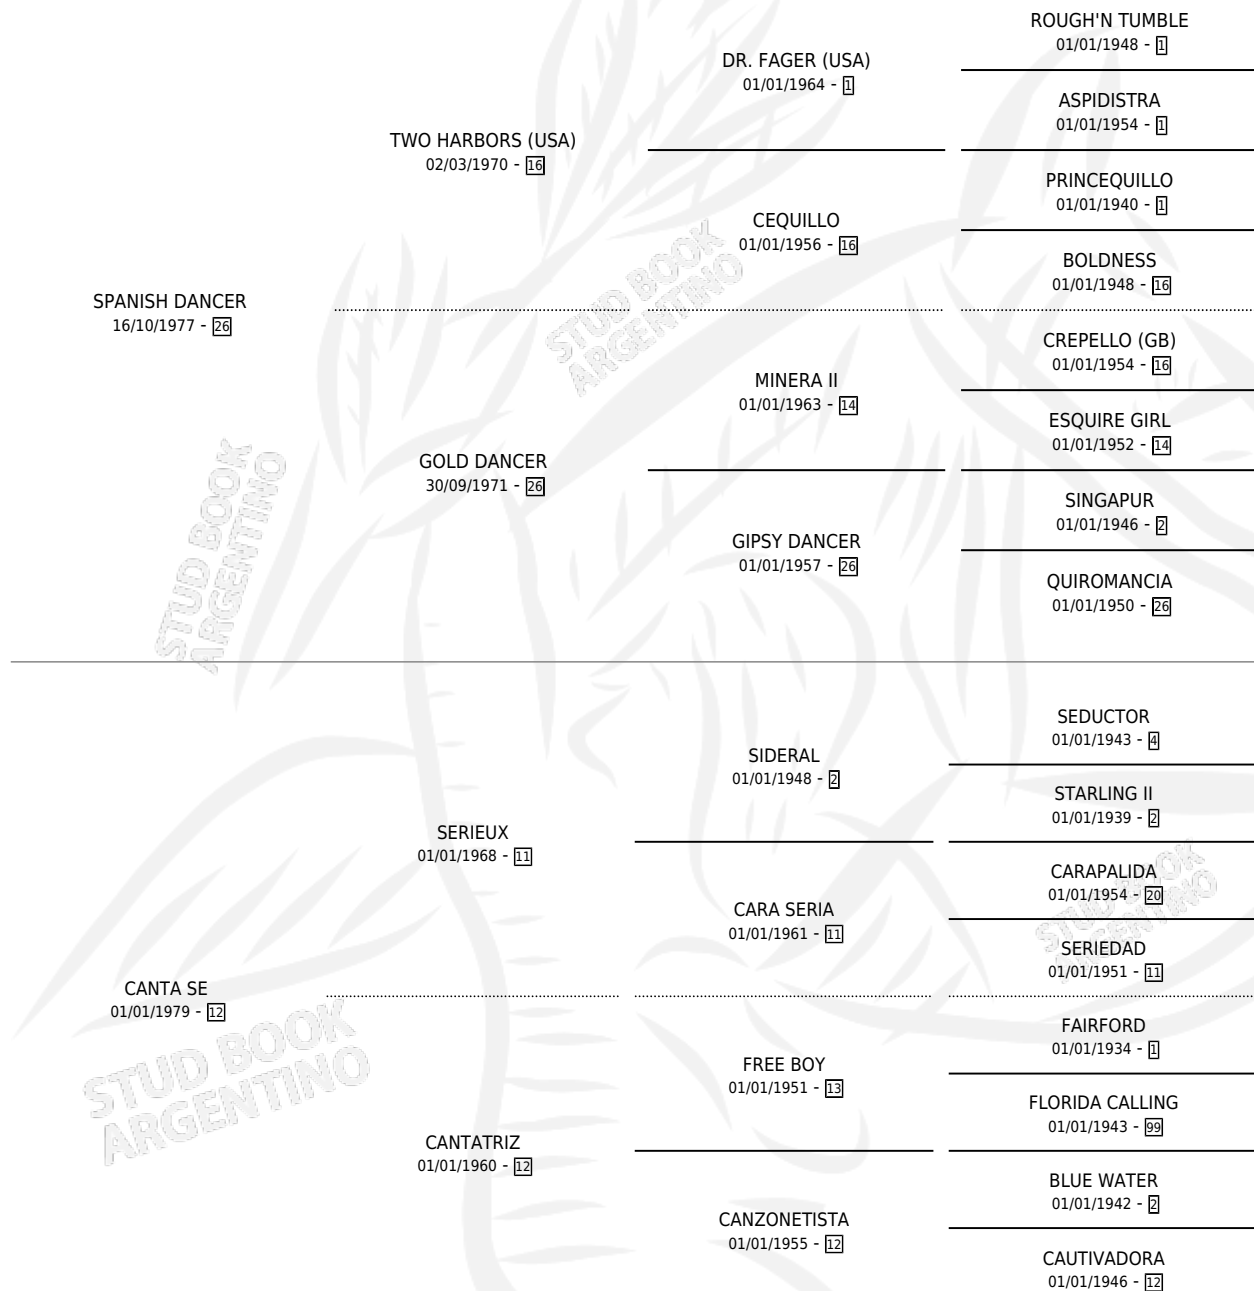 ROUGH'N TUMBLE
01/01/1948 - 1
DR. FAGER (USA)
01/01/1964 - 1
ASPIDISTRA
01/01/1954 - 1
TWO HARBORS (USA)
02/03/1970 - 16
PRINCEQUILLO
01/01/1940 - 1
CEQUILLO
01/01/1956 - 16
BOLDNESS
01/01/1948 - 16
SPANISH DANCER
16/10/1977 - 26
STUD BOOK
ARGENTINO
CREPELLO (GB)
01/01/1954 - 16
MINERA II
01/01/1963 - 14
ESQUIRE GIRL
01/01/1952 - 14
GOLD DANCER
30/09/1971 - 26
SINGAPUR
01/01/1946 - 2
GIPSY DANCER
01/01/1957 - 26
QUIROMANCIA
01/01/1950 - 26
STUD BOOK
ARGENTINO
SEDUCTOR
01/01/1943 - 4
SIDERAL
01/01/1948 - 2
STARLING II
01/01/1939 - 2
SERIEUX
01/01/1968 - 11
CARAPALIDA
01/01/1954 - 20
CARA SERIA
01/01/1961 - 11
STUD BOOK
ARGENTINO
SERIEDAD
01/01/1951 - 11
CANTA SE
01/01/1979 - 12
FAIRFORD
01/01/1934 - 1
FREE BOY
01/01/1951 - 13
FLORIDA CALLING
01/01/1943 - 99
STUD BOOK
ARGENTINO
CANTATRIZ
01/01/1960 - 12
BLUE WATER
01/01/1942 - 2
CANZONETISTA
01/01/1955 - 12
CAUTIVADORA
01/01/1946 - 12